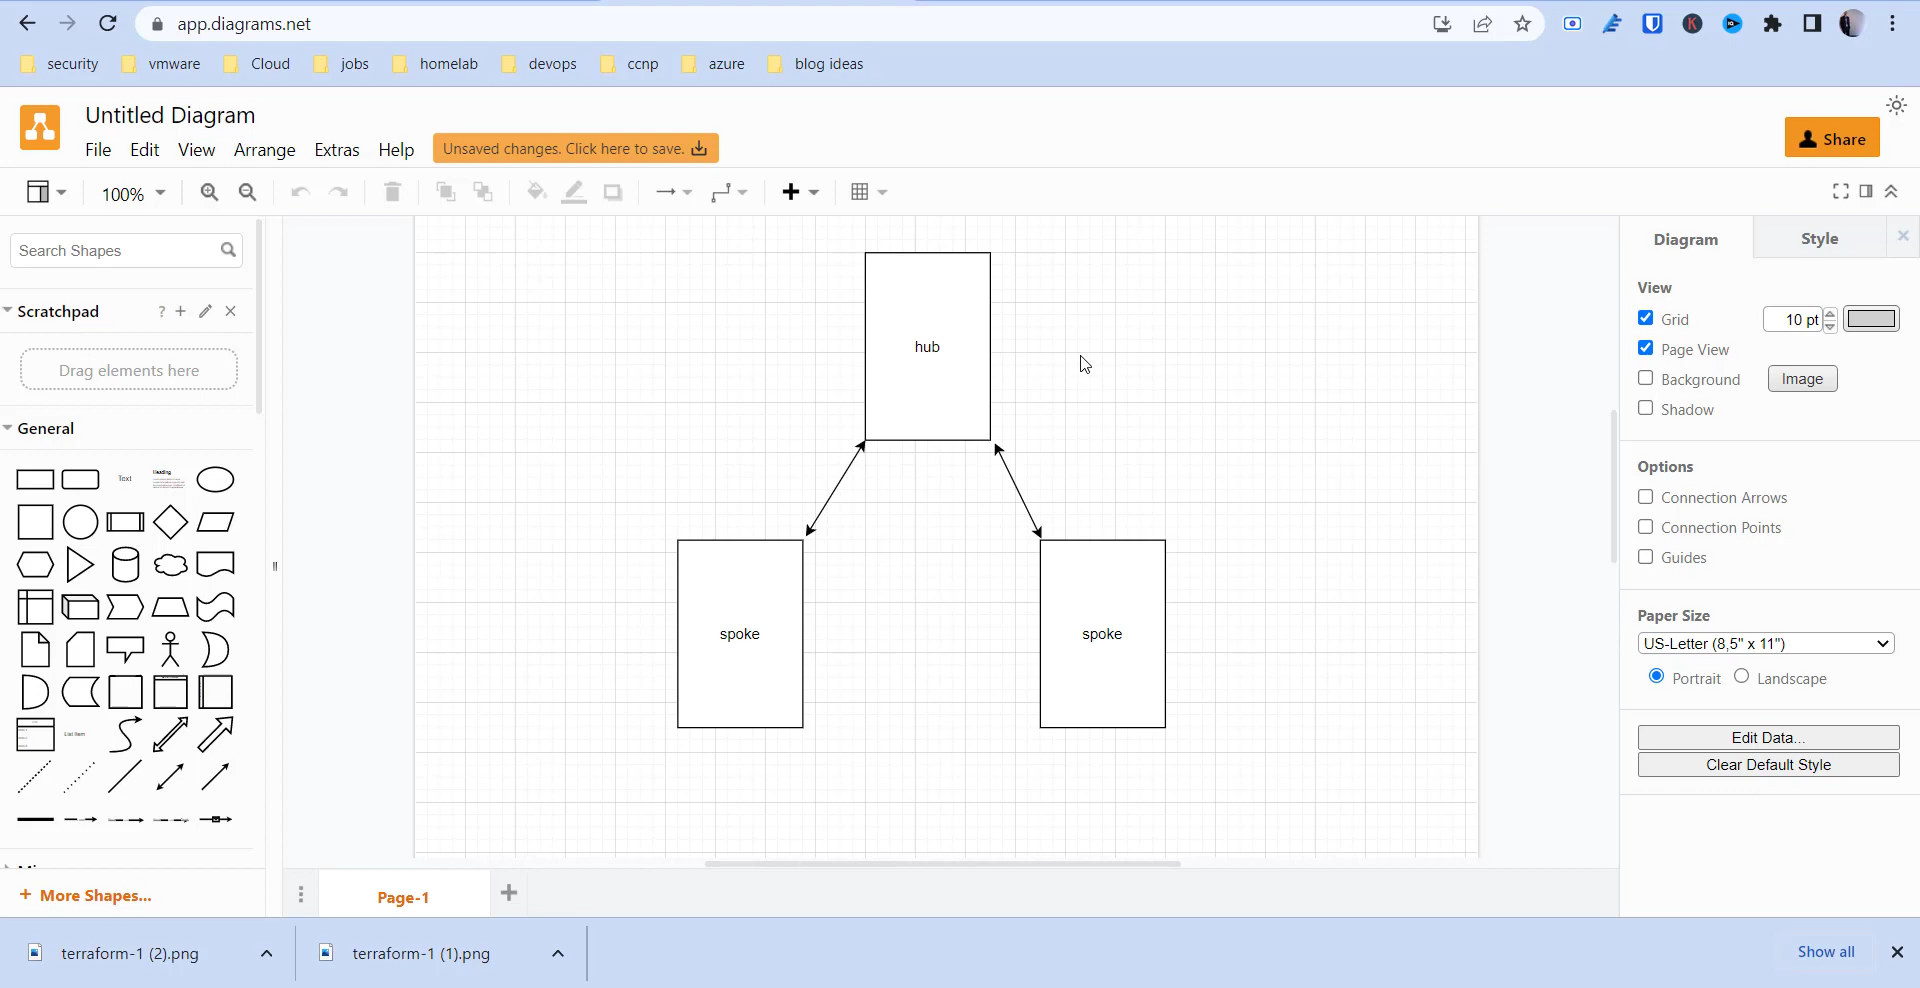 app.diagrams.net
security vmware Cloud jobs homelab devops ccnp azure blog ideas
Untitled Diagram
File Edit View Arrange Extras Help Unsaved changes. Click here to save.
Share
100%
Search Shapes
Scratchpad ?
Drag elements here
General
Text
Heading
List Item
More Shapes...
hub
spoke spoke
Page-1
Diagram Style
View
Grid 10 pt
Page View
Background Image
Shadow
Options
Connection Arrows
Connection Points
Guides
Paper Size
US-Letter (8,5" x 11")
Portrait Landscape
Edit Data...
Clear Default Style
terraform-1 (2).png terraform-1 (1).png Show all